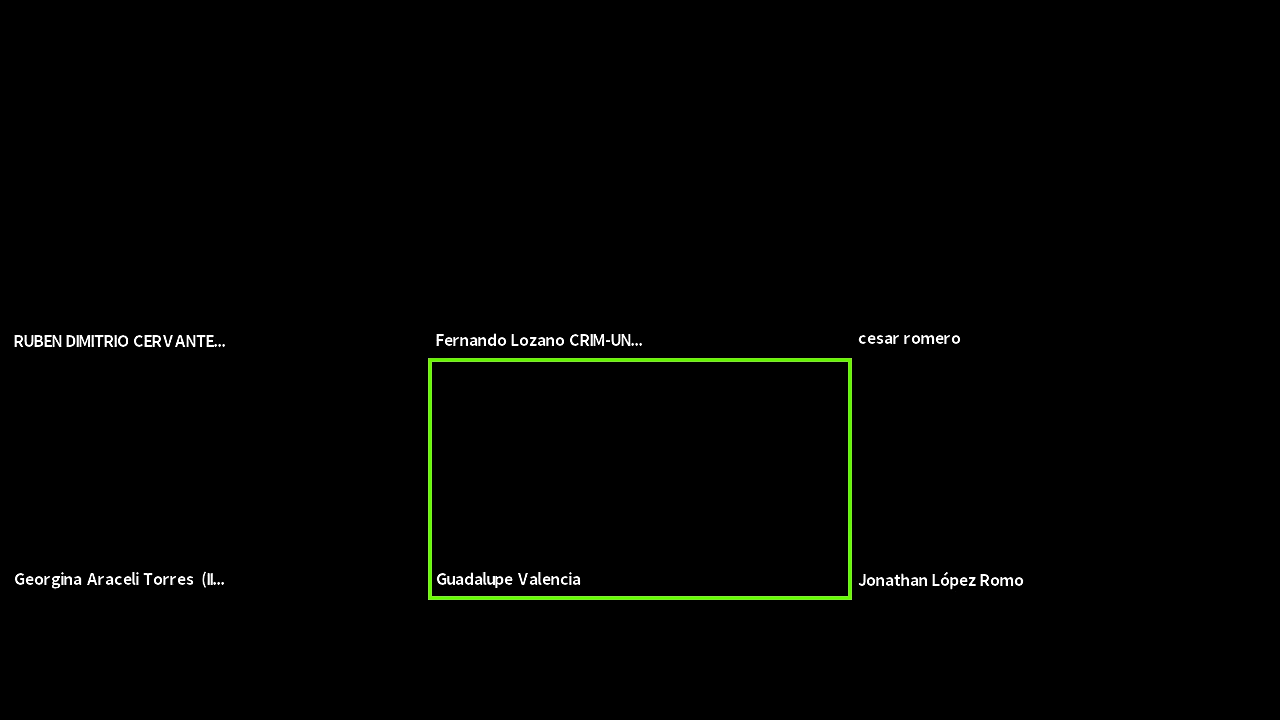 RUBEN DIMITRIO CERVANTE...
Fernando Lozano CRIM-UN...
cesar romero
Georgina Araceli Torres (II...
Guadalupe Valencia
Jonathan López Romo